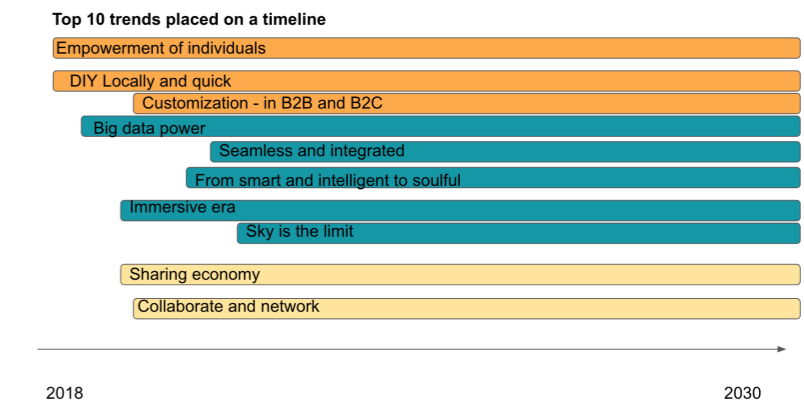 Top 10 trends placed on a timeline
Empowerment of individuals
DIY Locally and quick
Customization - in B2B and B2C
Big data power
Seamless and integrated
From smart and intelligent to soulful
Immersive era
Sky is the limit
Sharing economy
Collaborate and network
2018 2030